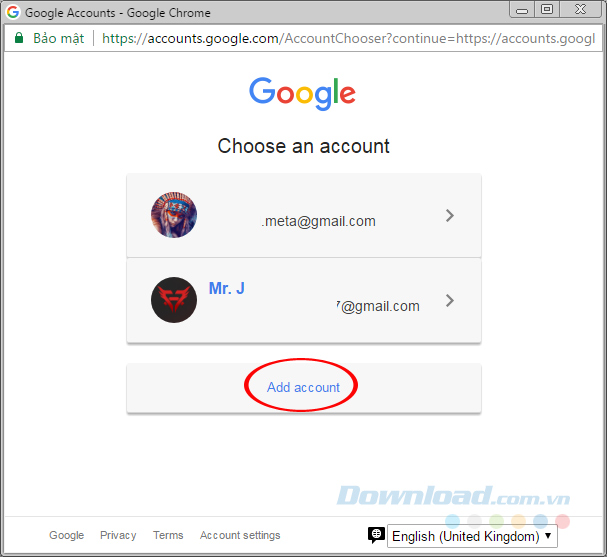 Google Accounts - Google Chrome
Bảo mật https://accounts.google.com/AccountChooser?continue=https://accounts.googl
Google
Choose an account
.meta@gmail.com
Mr. J
7@gmail.com
Add account
Download.com.vn
Google Privacy Terms Account settings English (United Kingdom)